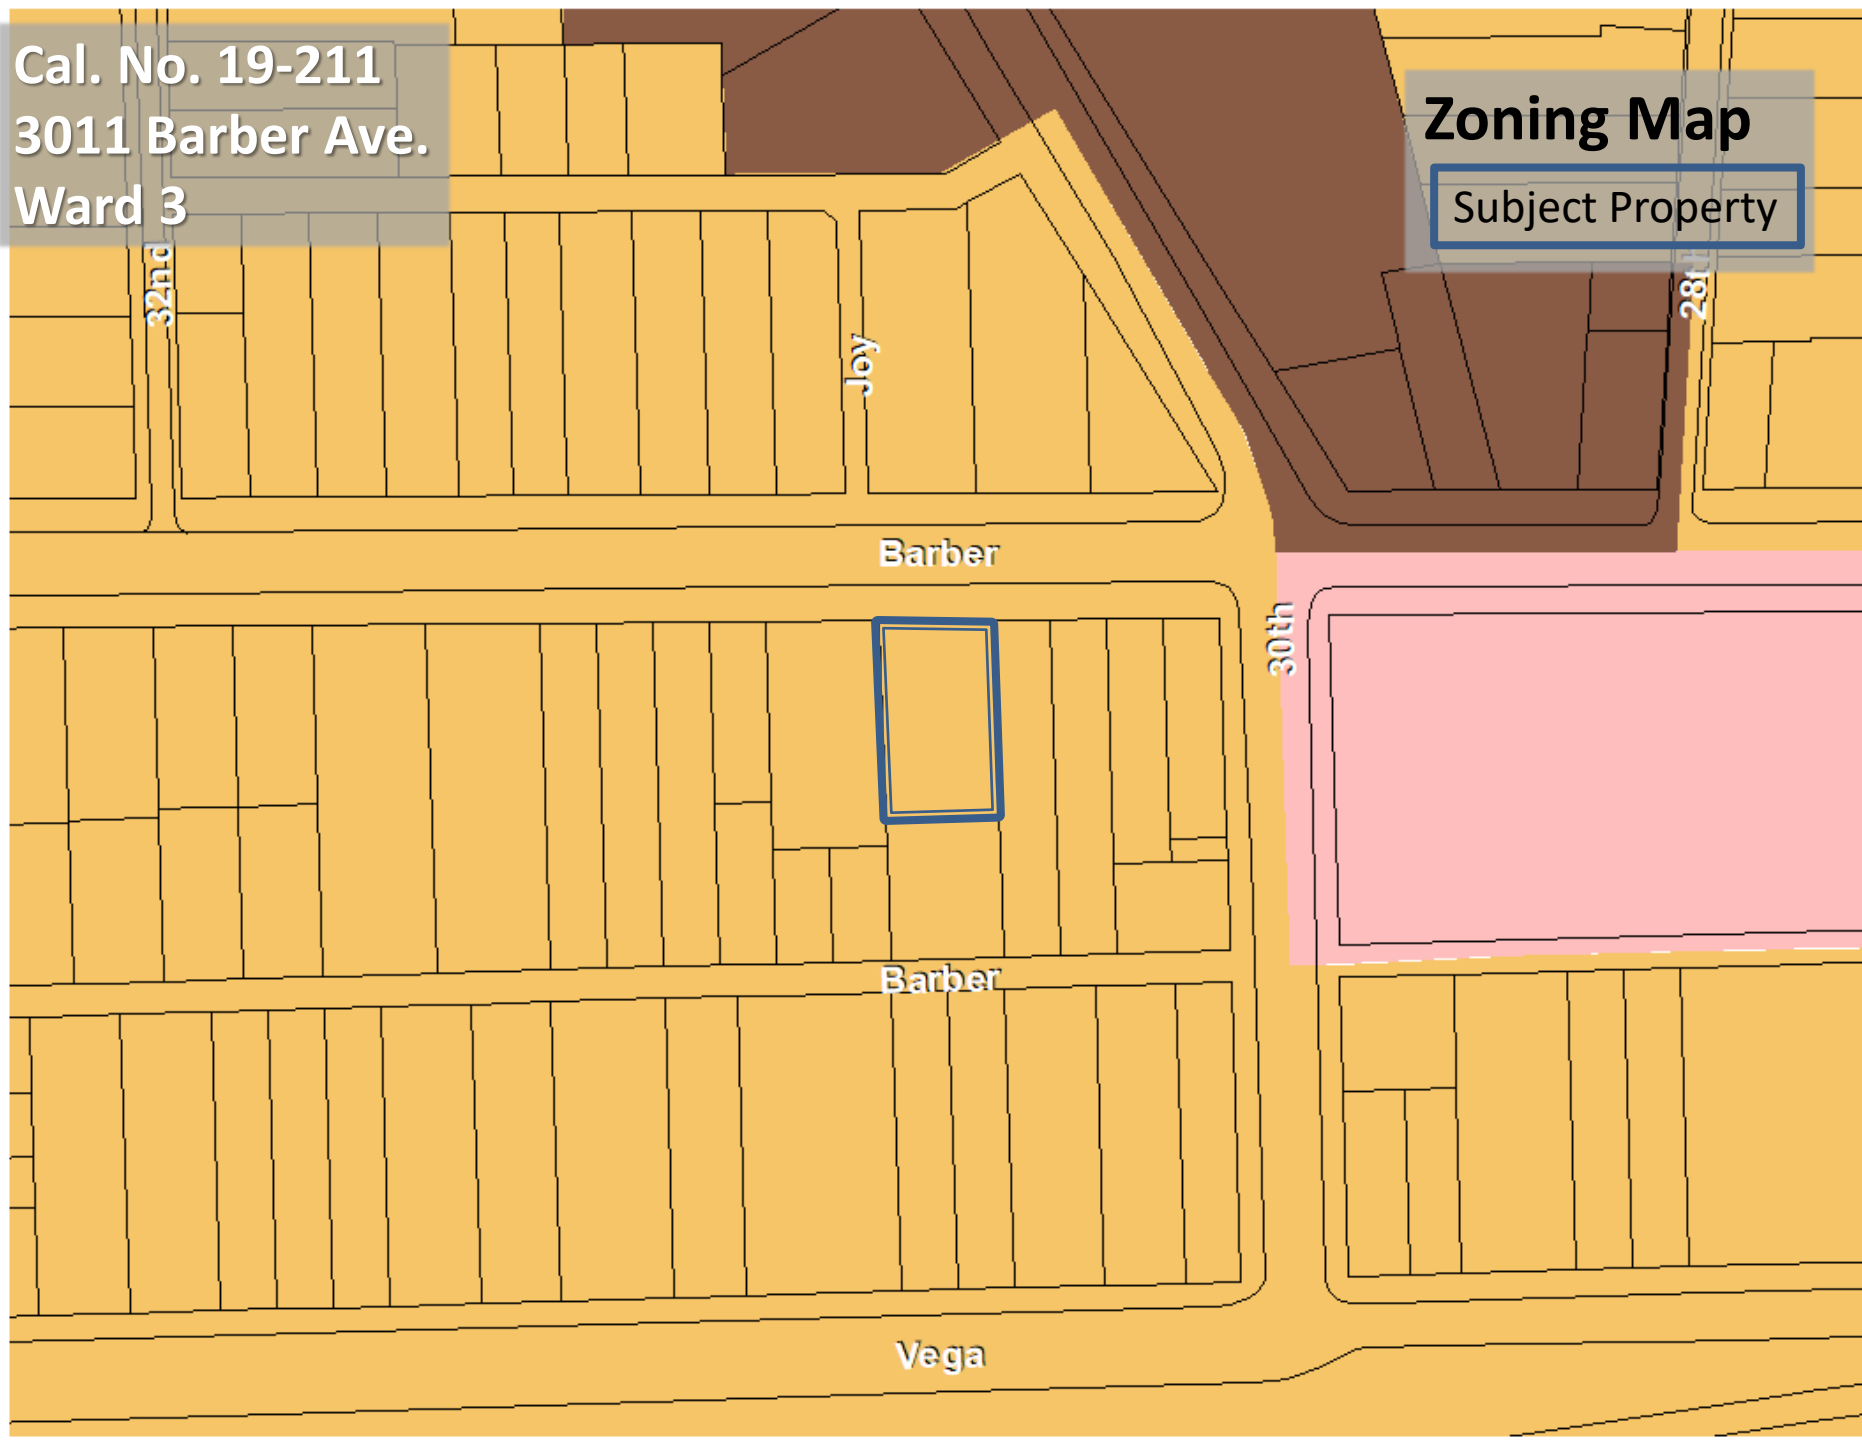 Cal. No. 19-211
3011 Barber Ave.
Ward 3
Zoning Map
Subject Property
32nd
28th
Joy
Barber
30th
Barber
Vega